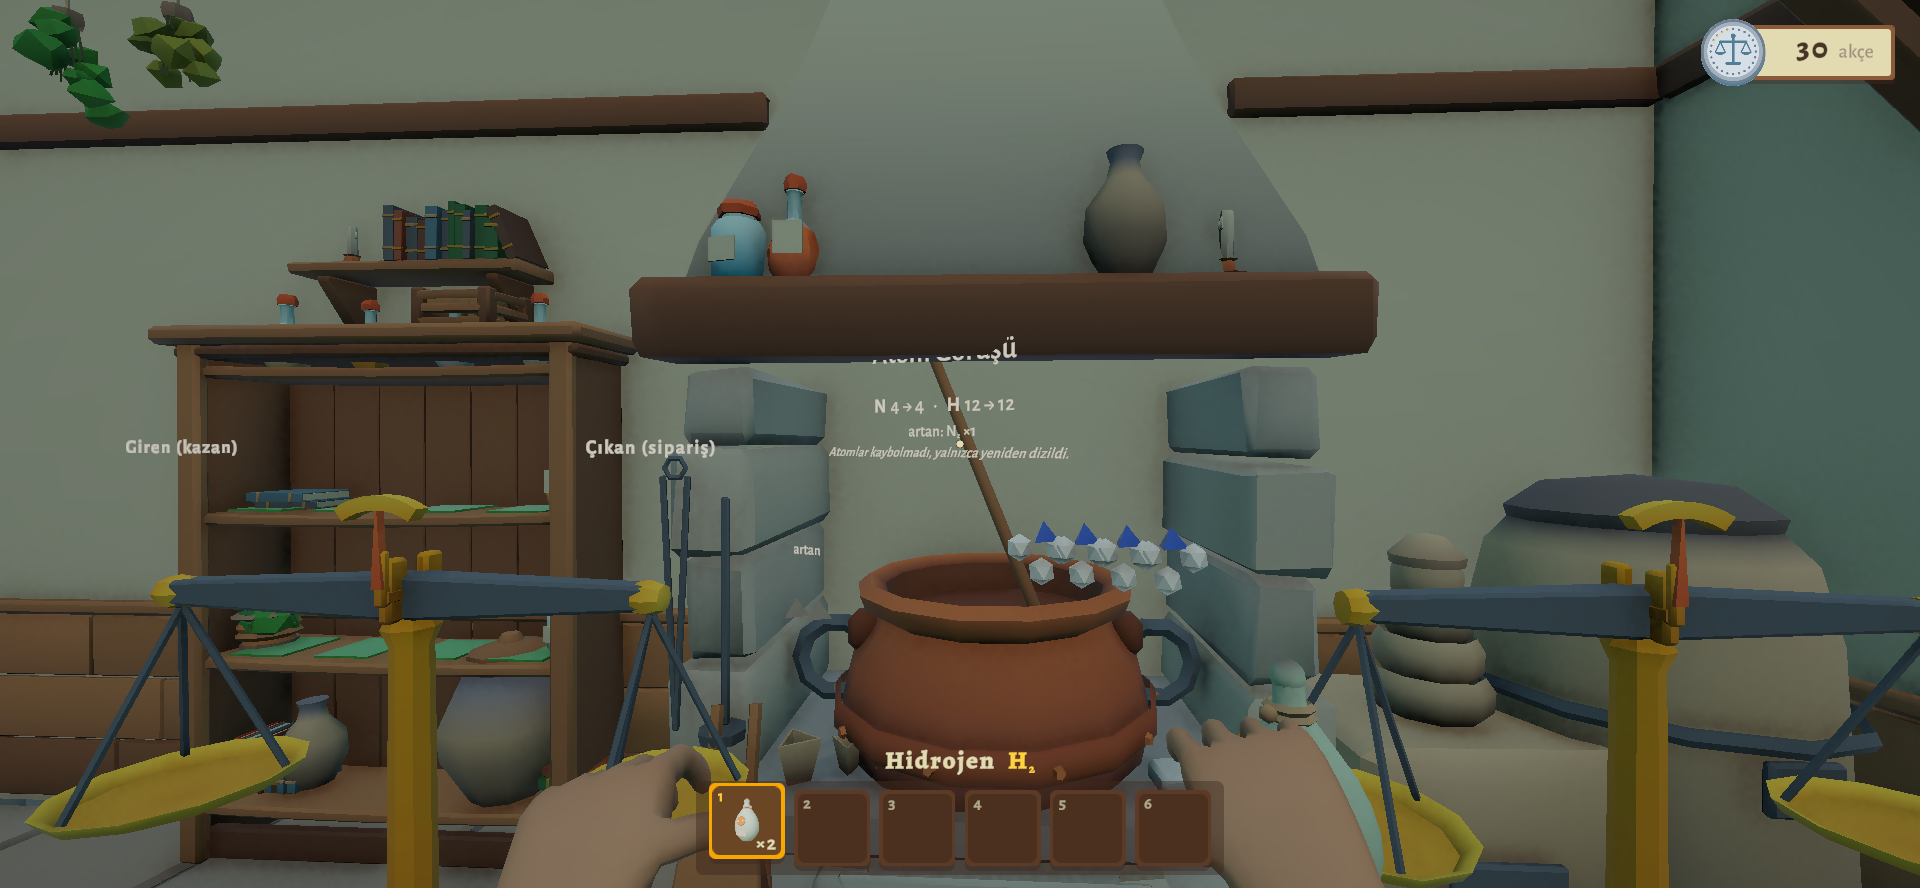 30 akçe
Görüşü
N 4→4 · H 12→12
artan: N₂ ×1
Atomlar kaybolmadı, yalnızca yeniden dizildi.
Giren (kazan)
Çıkan (sipariş)
artan
Hidrojen H₂
1
×2
2
3
4
5
6